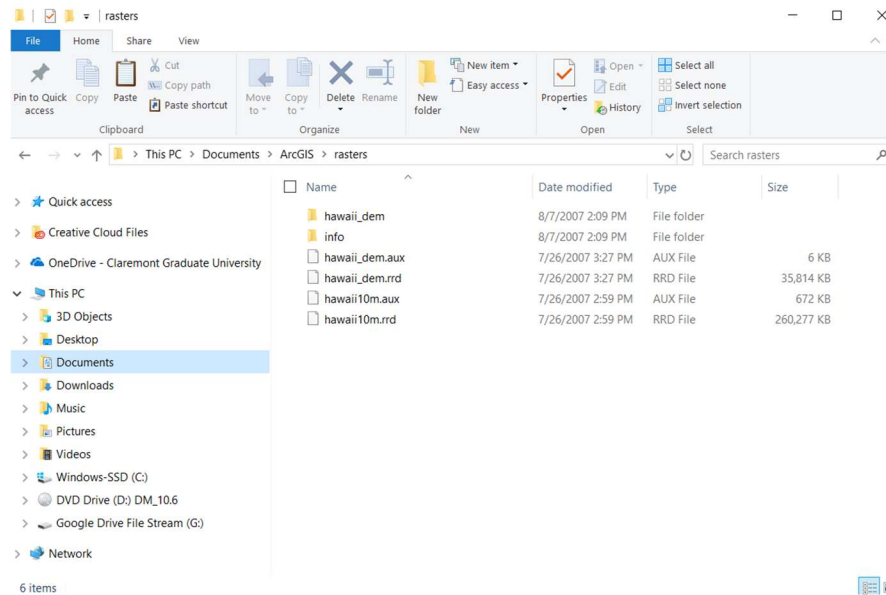 rasters
File Home Share View
Pin to Quick access
Copy
Paste
Cut
Copy path
Paste shortcut
Clipboard
Move to
Copy to
Delete
Rename
Organize
New folder
New item
Easy access
New
Properties
Open
Edit
History
Open
Select all
Select none
Invert selection
Select
This PC > Documents > ArcGIS > rasters
Search rasters
Quick access
Creative Cloud Files
OneDrive - Claremont Graduate University
This PC
3D Objects
Desktop
Documents
Downloads
Music
Pictures
Videos
Windows-SSD (C:)
DVD Drive (D:) DM_10.6
Google Drive File Stream (G:)
Network
Name Date modified Type Size
hawaii_dem 8/7/2007 2:09 PM File folder
info 8/7/2007 2:09 PM File folder
hawaii_dem.aux 7/26/2007 3:27 PM AUX File 6 KB
hawaii_dem.rrd 7/26/2007 3:27 PM RRD File 35,814 KB
hawaii10m.aux 7/26/2007 2:59 PM AUX File 672 KB
hawaii10m.rrd 7/26/2007 2:59 PM RRD File 260,277 KB
6 items